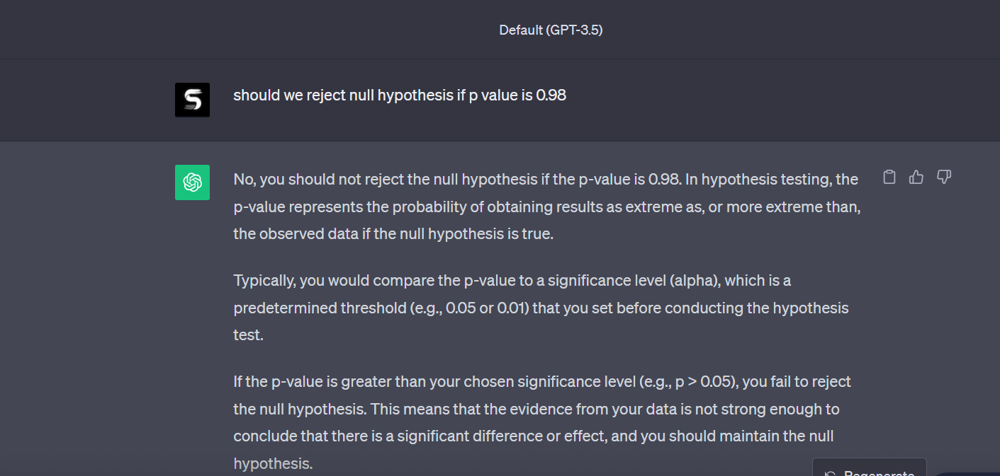 Default (GPT-3.5)
S
should we reject null hypothesis if p value is 0.98
No, you should not reject the null hypothesis if the p-value is 0.98. In hypothesis testing, the
p-value represents the probability of obtaining results as extreme as, or more extreme than,
the observed data if the null hypothesis is true.
Typically, you would compare the p-value to a significance level (alpha), which is a
predetermined threshold (e.g., 0.05 or 0.01) that you set before conducting the hypothesis
test.
If the p-value is greater than your chosen significance level (e.g., p > 0.05), you fail to reject
the null hypothesis. This means that the evidence from your data is not strong enough to
conclude that there is a significant difference or effect, and you should maintain the null
hypothesis.
Regenerate